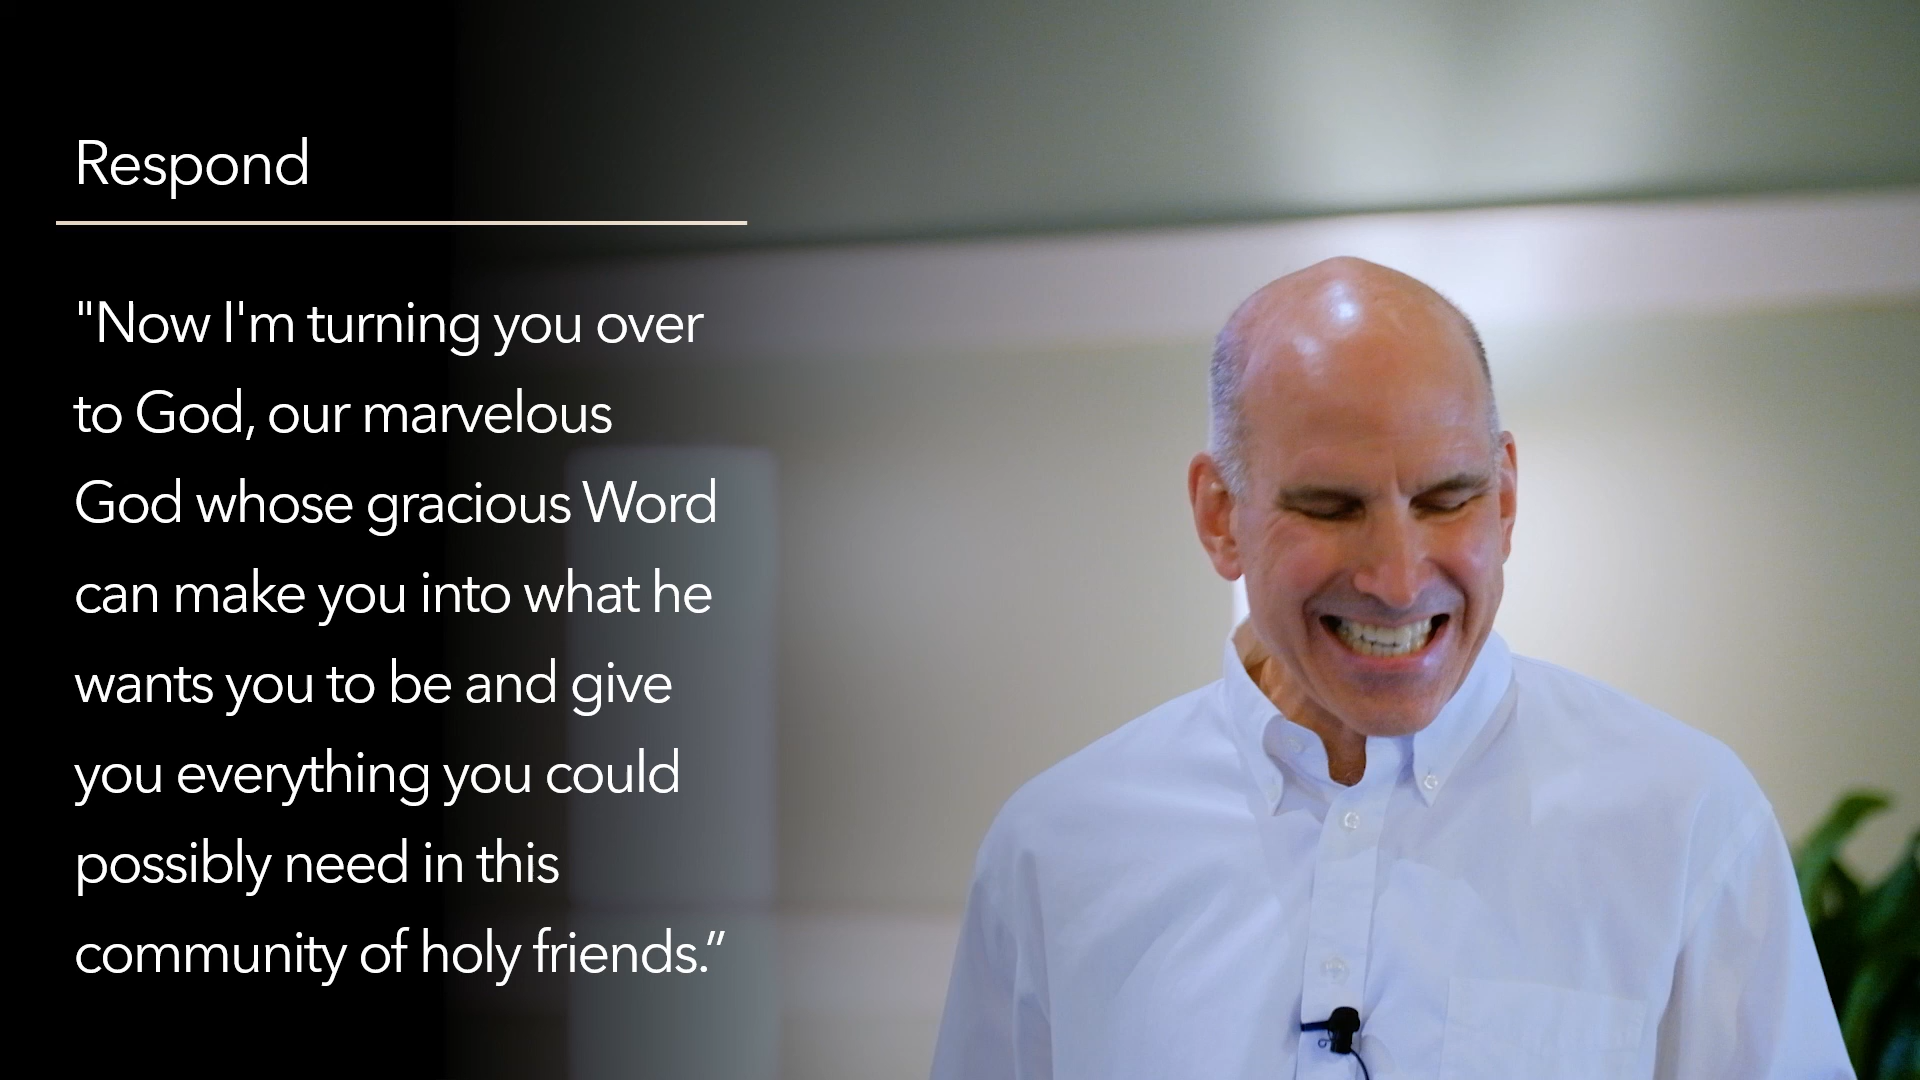 Respond
"Now I'm turning you over
to God, our marvelous
God whose gracious Word
can make you into what he
wants you to be and give
you everything you could
possibly need in this
community of holy friends.”